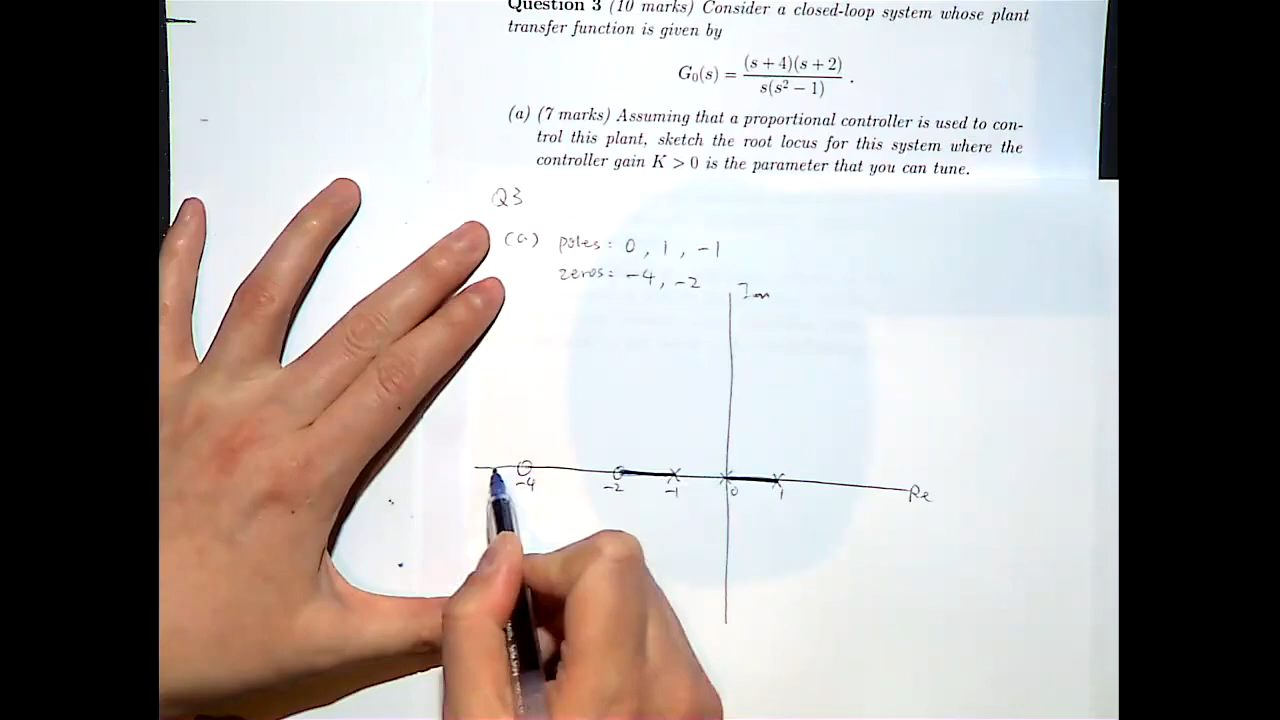 Question 3 (10 marks) Consider a closed-loop system whose plant
transfer function is given by
G₀(s) = (s + 4)(s + 2) / s(s² − 1) .
(a) (7 marks) Assuming that a proportional controller is used to con-
trol this plant, sketch the root locus for this system where the
controller gain K > 0 is the parameter that you can tune.
Q3
(a) poles: 0, 1, -1
zeros: -4, -2
Im
-4 -2 -1 0 1 Re